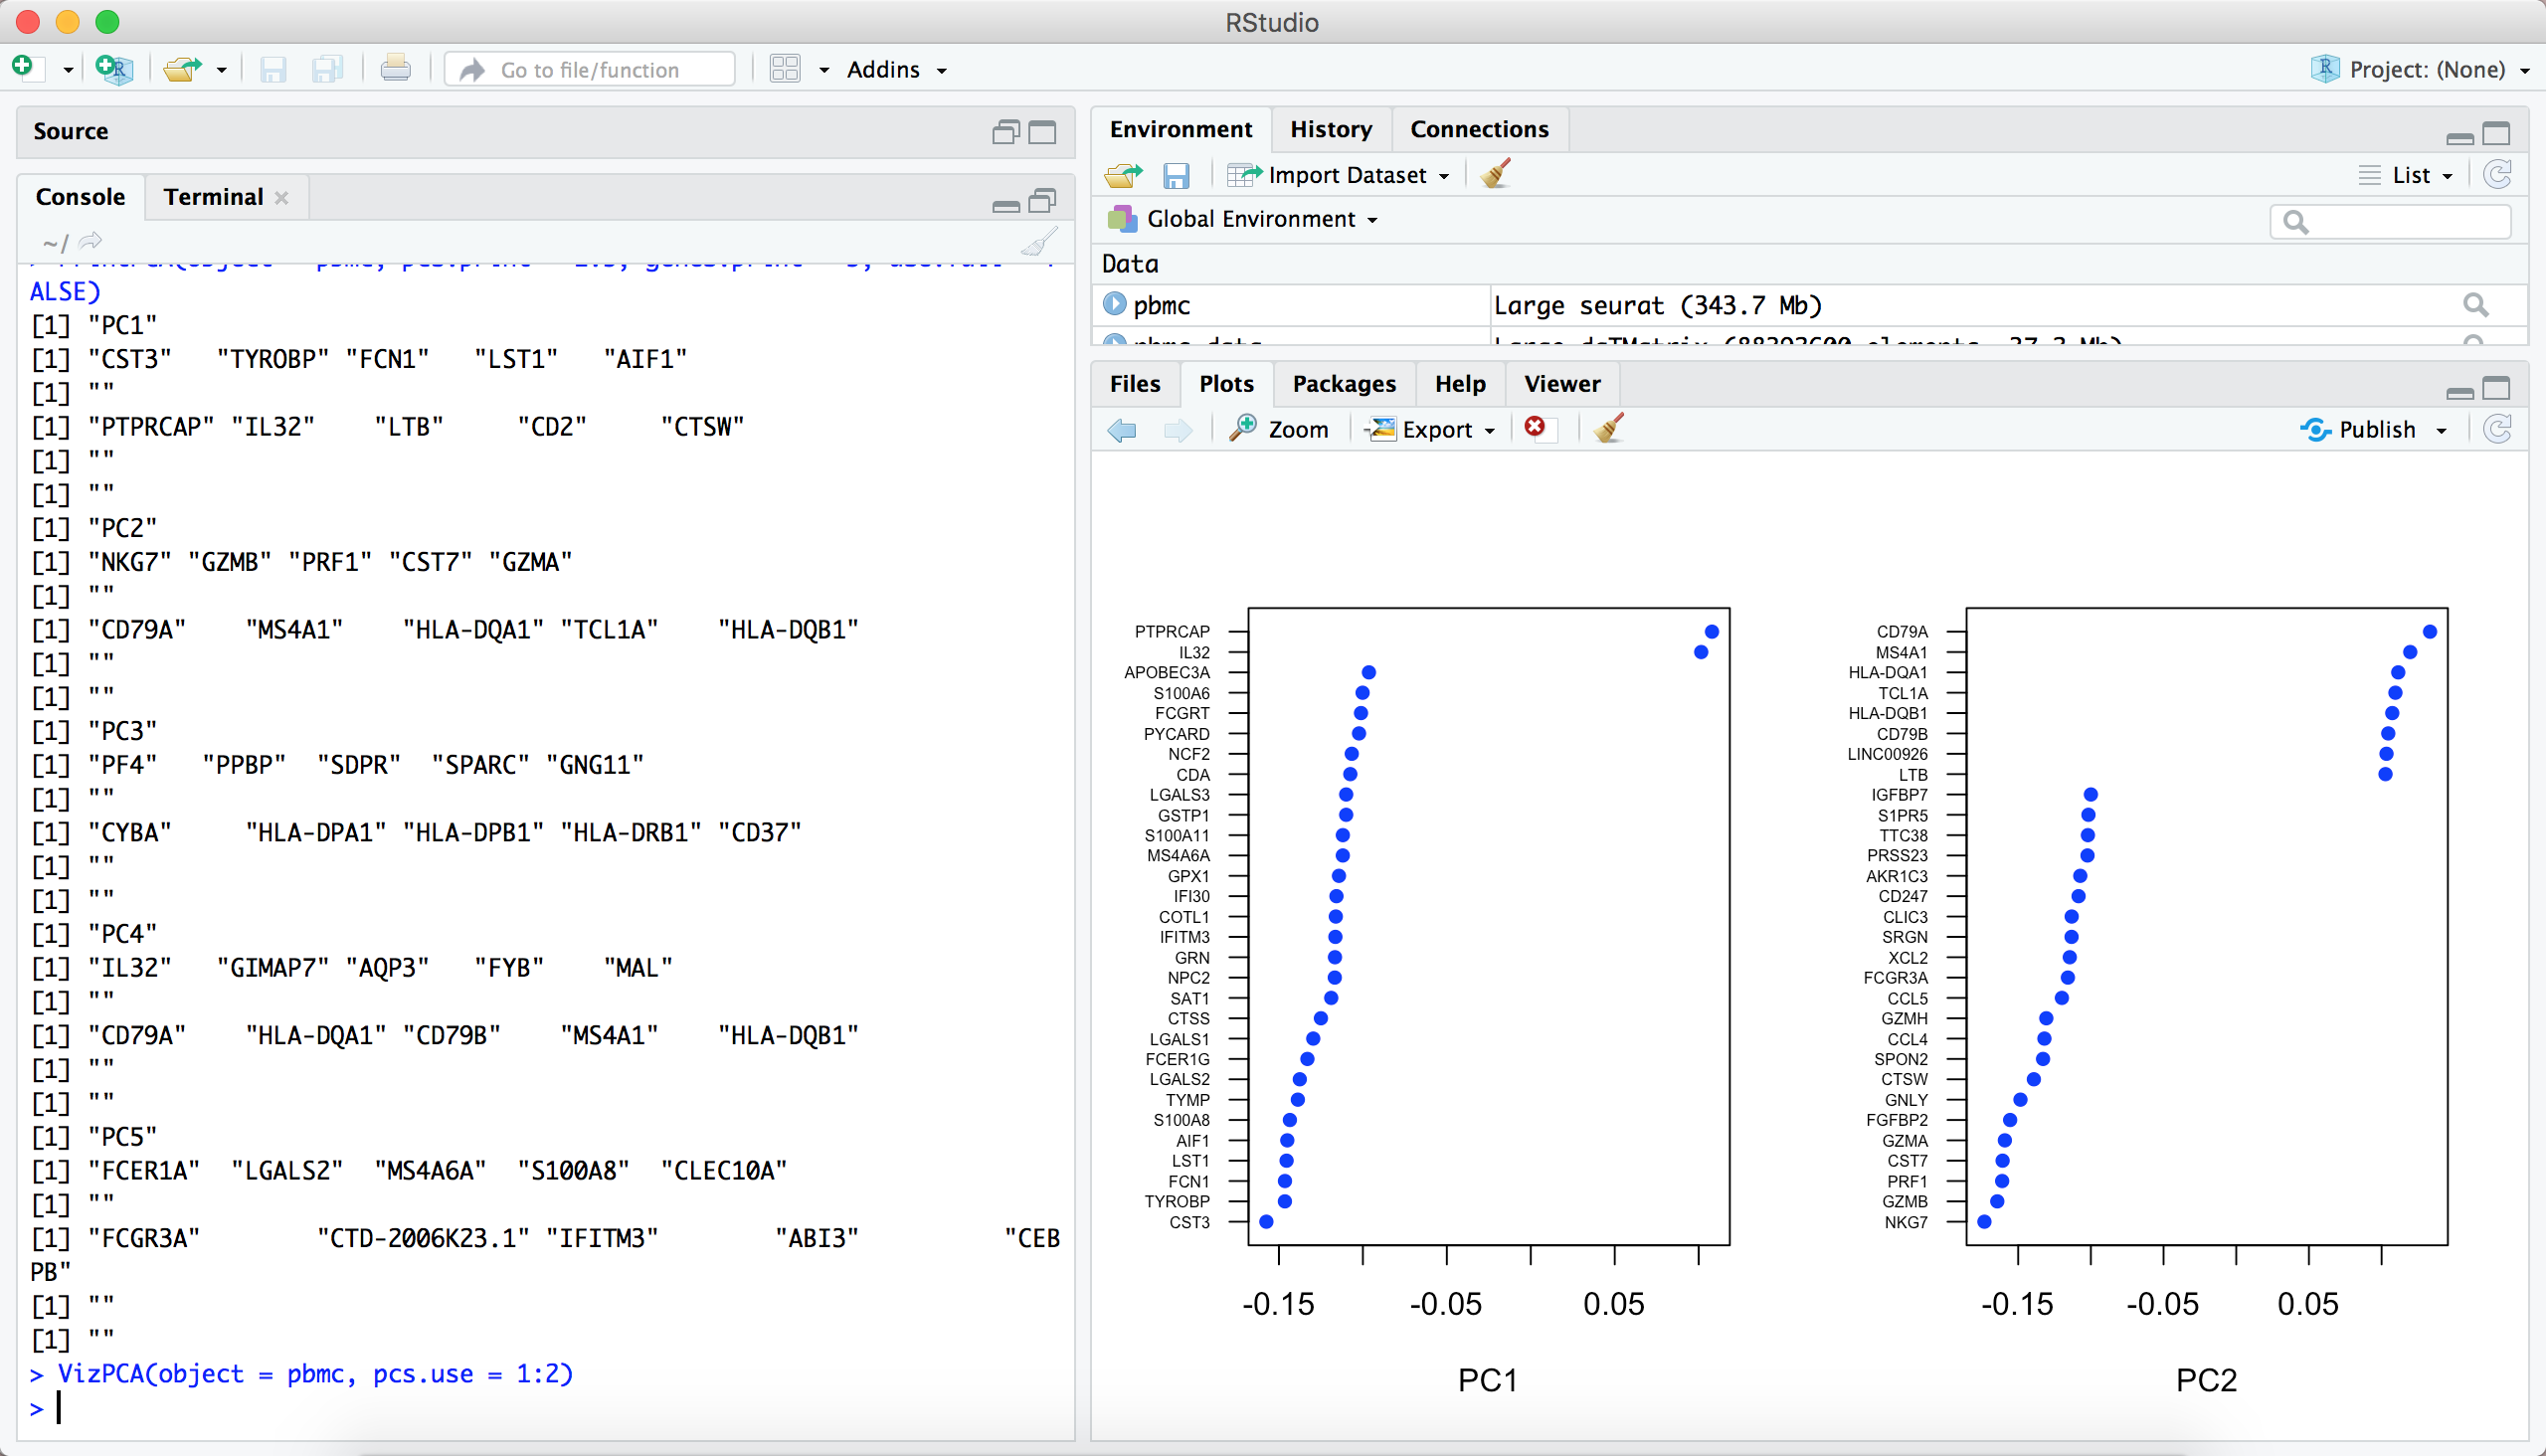 RStudio
Go to file/function
Addins
Project: (None)
Source
Console Terminal
~/
ALSE)
[1] "PC1"
[1] "CST3" "TYROBP" "FCN1" "LST1" "AIF1"
[1] ""
[1] "PTPRCAP" "IL32" "LTB" "CD2" "CTSW"
[1] ""
[1] ""
[1] "PC2"
[1] "NKG7" "GZMB" "PRF1" "CST7" "GZMA"
[1] ""
[1] "CD79A" "MS4A1" "HLA-DQA1" "TCL1A" "HLA-DQB1"
[1] ""
[1] ""
[1] "PC3"
[1] "PF4" "PPBP" "SDPR" "SPARC" "GNG11"
[1] ""
[1] "CYBA" "HLA-DPA1" "HLA-DPB1" "HLA-DRB1" "CD37"
[1] ""
[1] ""
[1] "PC4"
[1] "IL32" "GIMAP7" "AQP3" "FYB" "MAL"
[1] ""
[1] "CD79A" "HLA-DQA1" "CD79B" "MS4A1" "HLA-DQB1"
[1] ""
[1] ""
[1] "PC5"
[1] "FCER1A" "LGALS2" "MS4A6A" "S100A8" "CLEC10A"
[1] ""
[1] "FCGR3A" "CTD-2006K23.1" "IFITM3" "ABI3" "CEB
PB"
[1] ""
[1] ""
> VizPCA(object = pbmc, pcs.use = 1:2)
>
Environment History Connections
Import Dataset
List
Global Environment
Data
pbmc Large seurat (343.7 Mb)
Files Plots Packages Help Viewer
Zoom Export
Publish
PTPRCAP
IL32
APOBEC3A
S100A6
FCGRT
PYCARD
NCF2
CDA
LGALS3
GSTP1
S100A11
MS4A6A
GPX1
IFI30
COTL1
IFITM3
GRN
NPC2
SAT1
CTSS
LGALS1
FCER1G
LGALS2
TYMP
S100A8
AIF1
LST1
FCN1
TYROBP
CST3
-0.15 -0.05 0.05
PC1
CD79A
MS4A1
HLA-DQA1
TCL1A
HLA-DQB1
CD79B
LINC00926
LTB
IGFBP7
S1PR5
TTC38
PRSS23
AKR1C3
CD247
CLIC3
SRGN
XCL2
FCGR3A
CCL5
GZMH
CCL4
SPON2
CTSW
GNLY
FGFBP2
GZMA
CST7
PRF1
GZMB
NKG7
-0.15 -0.05 0.05
PC2